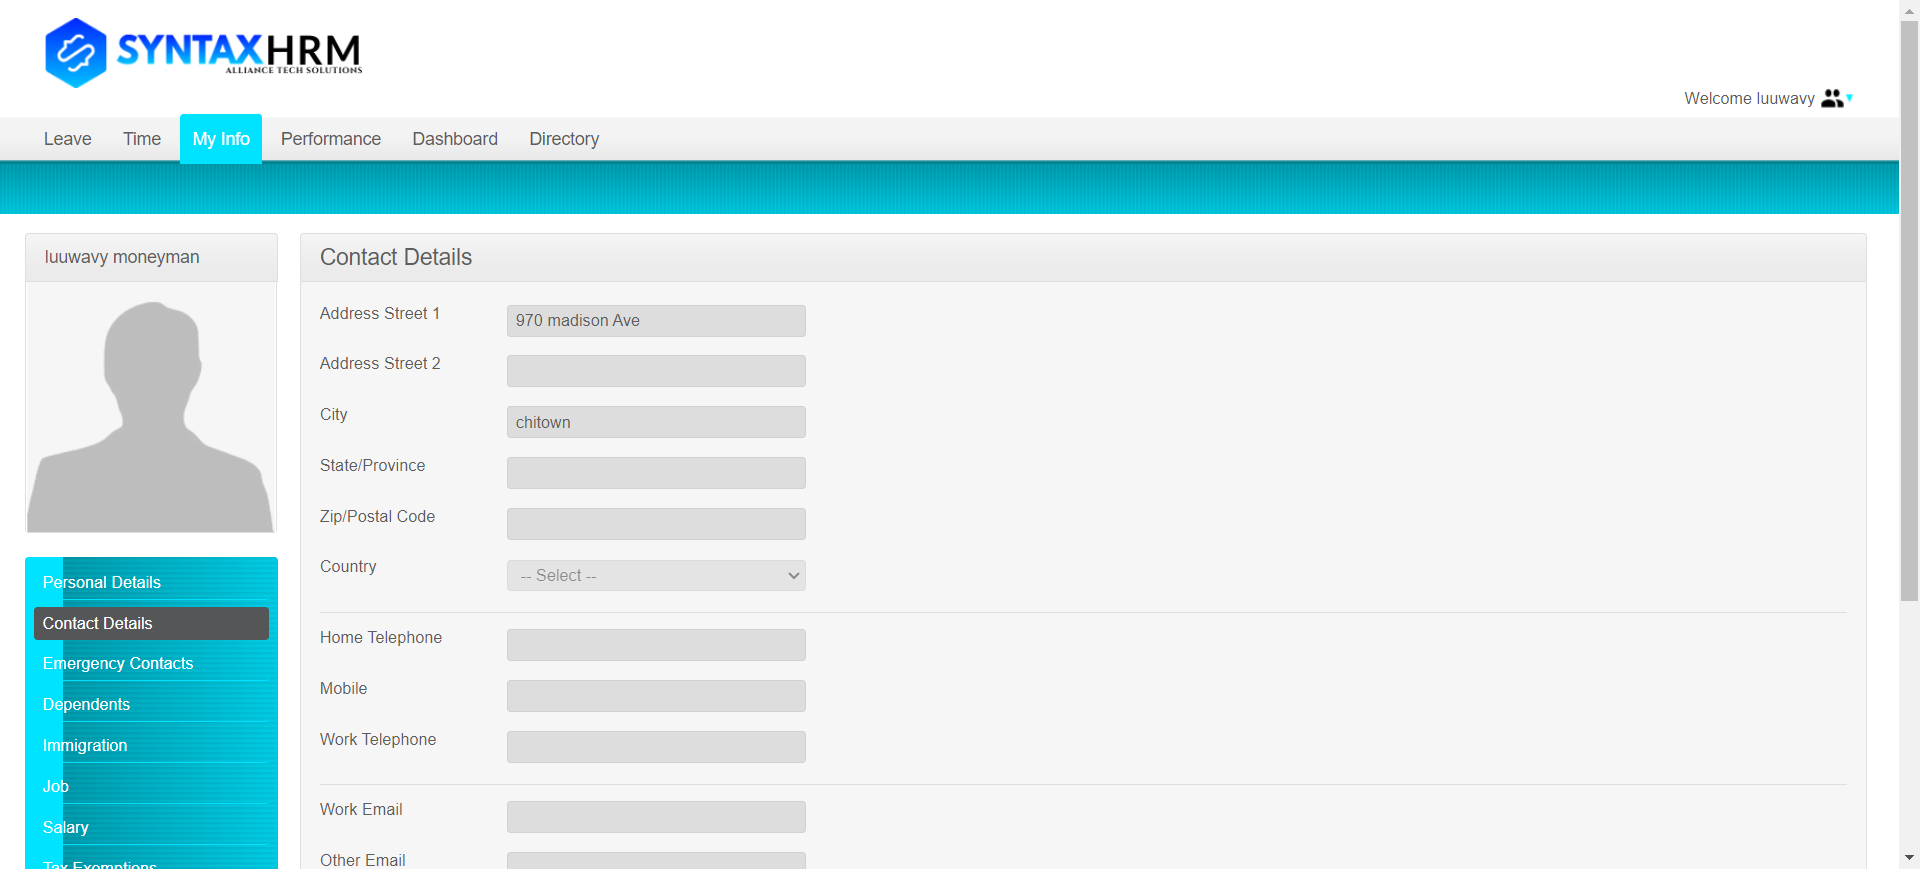 SYNTAXHRM
ALLIANCE TECH SOLUTIONS
Welcome luuwavy
Leave Time My Info Performance Dashboard Directory
luuwavy moneyman
Personal Details
Contact Details
Emergency Contacts
Dependents
Immigration
Job
Salary
Tax Exemptions
Contact Details
Address Street 1 970 madison Ave
Address Street 2
City chitown
State/Province
Zip/Postal Code
Country -- Select --
Home Telephone
Mobile
Work Telephone
Work Email
Other Email